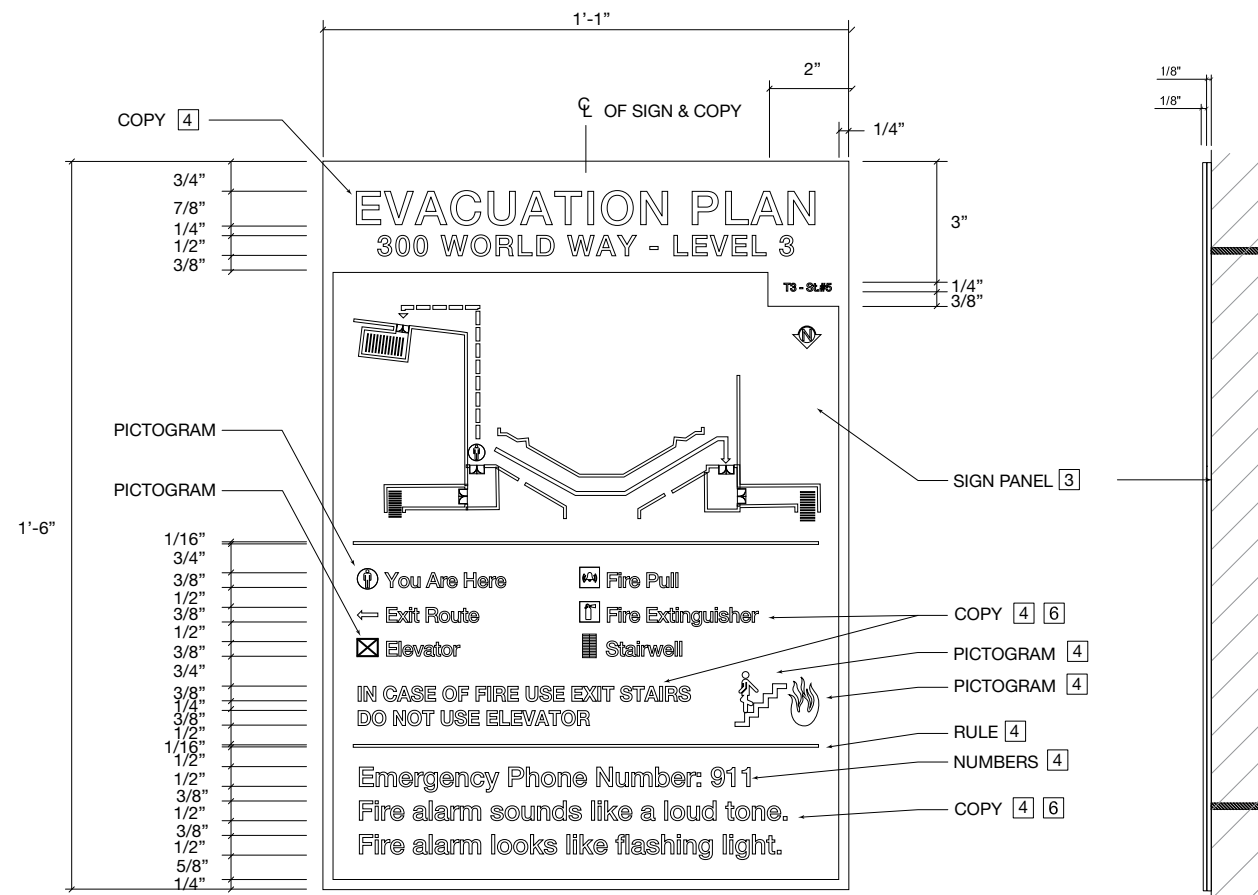 1'-1"
2"
1/8"
1/8"
COPY 4
℄ OF SIGN & COPY
1/4"
3/4"
7/8"
1/4"
1/2"
3/8"
EVACUATION PLAN
300 WORLD WAY - LEVEL 3
3"
T3 - St.#5
1/4"
3/8"
N
PICTOGRAM
PICTOGRAM
SIGN PANEL 3
1'-6"
1/16"
3/4"
3/8"
1/2"
3/8"
1/2"
3/8"
3/4"
3/8"
1/4"
3/8"
1/2"
1/16"
1/2"
1/2"
3/8"
1/2"
3/8"
1/2"
5/8"
1/4"
You Are Here
Fire Pull
Exit Route
Fire Extinguisher
Elevator
Stairwell
COPY 4 6
PICTOGRAM 4
PICTOGRAM 4
IN CASE OF FIRE USE EXIT STAIRS
DO NOT USE ELEVATOR
RULE 4
NUMBERS 4
Emergency Phone Number: 911
Fire alarm sounds like a loud tone.
COPY 4 6
Fire alarm looks like flashing light.